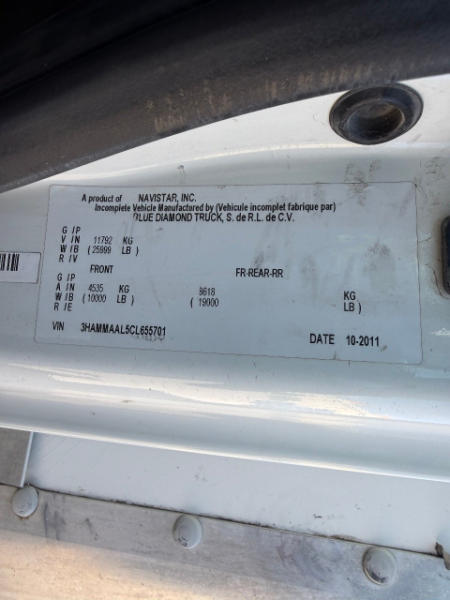 A product of NAVISTAR, INC.
Incomplete Vehicle Manufactured by (Vehicule incomplet fabrique par)
BLUE DIAMOND TRUCK, S. de R.L. de C.V.
G /P
V IN 11792 KG
W /B ( 25999 LB )
R /V
FRONT FR-REAR-RR
G /P
A IN 4535 KG 8618 KG
W /B ( 10000 LB ) ( 19000 LB )
R /E
VIN 3HAMMAAL5CL655701
DATE 10-2011